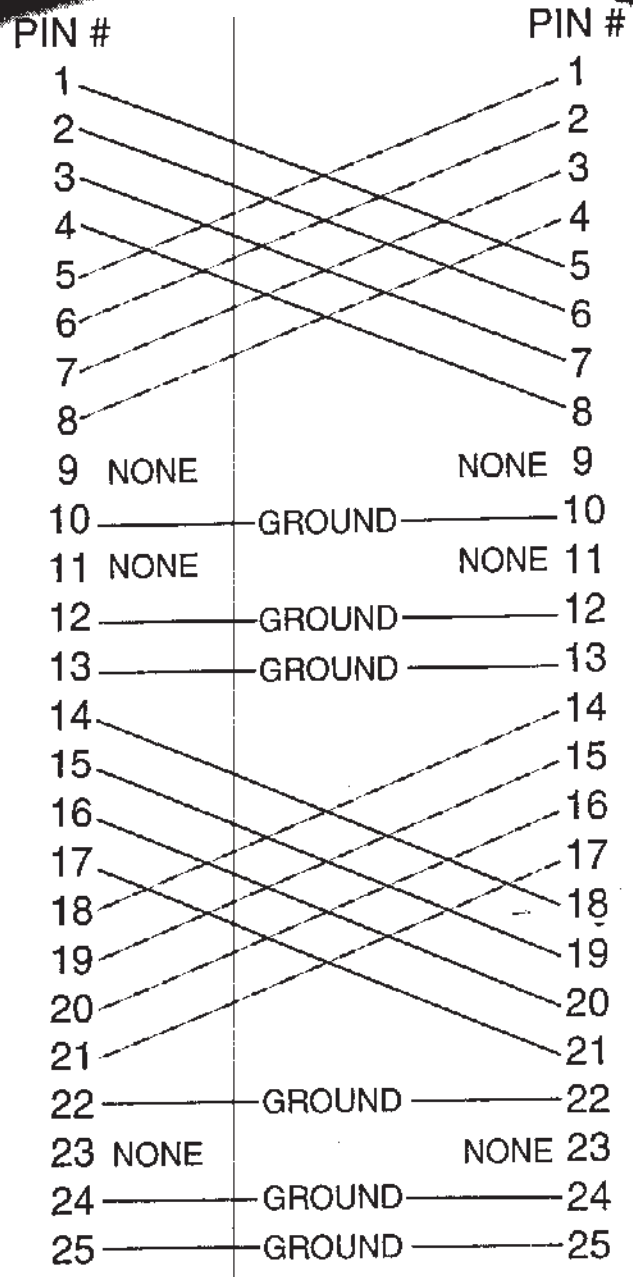 PIN # PIN #
1 1
2 2
3 3
4 4
5 5
6 6
7 7
8 8
9 NONE NONE 9
10 GROUND 10
11 NONE NONE 11
12 GROUND 12
13 GROUND 13
14 14
15 15
16 16
17 17
18 18
19 19
20 20
21 21
22 GROUND 22
23 NONE NONE 23
24 GROUND 24
25 GROUND 25